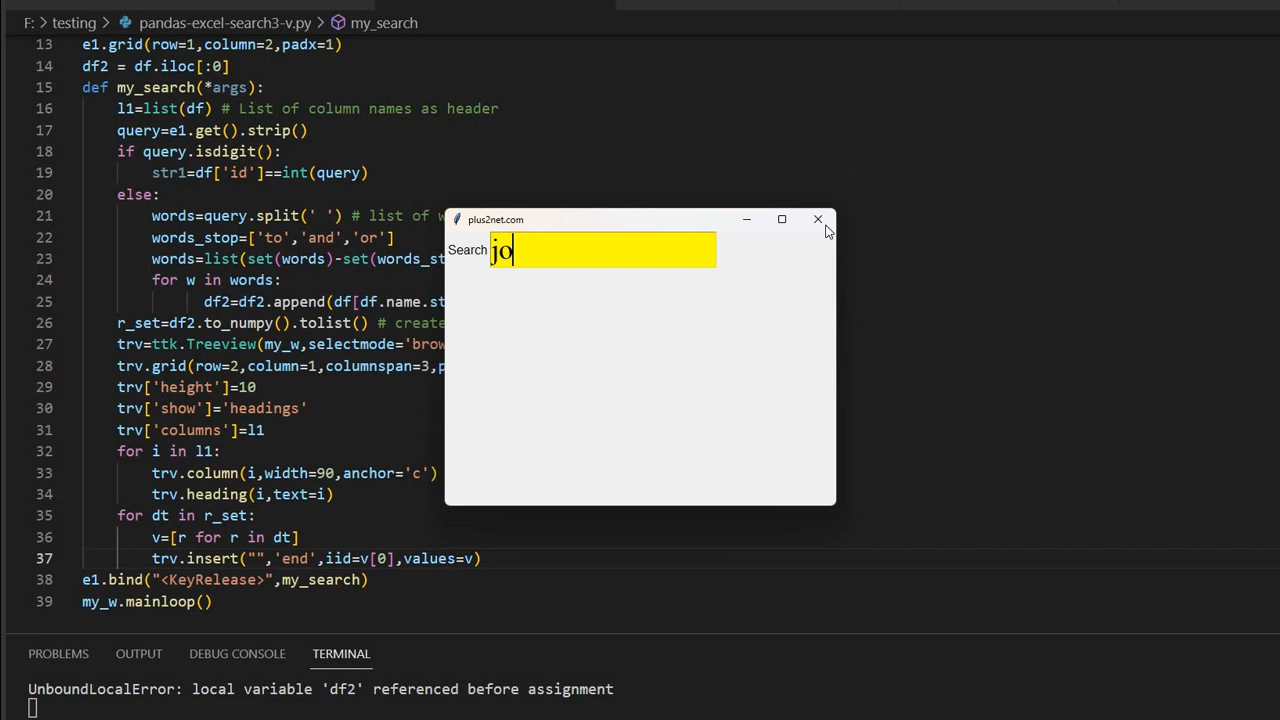 F: > testing > pandas-excel-search3-v.py > my_search
13 e1.grid(row=1,column=2,padx=1)
14 df2 = df.iloc[:0]
15 def my_search(*args):
16 l1=list(df) # List of column names as header
17 query=e1.get().strip()
18 if query.isdigit():
19 str1=df['id']==int(query)
20 else:
21 words=query.split(' ') # list of
22 words_stop=['to','and','or']
23 words=list(set(words)-set(words_st
24 for w in words:
25 df2=df2.append(df[df.name.st
26 r_set=df2.to_numpy().tolist() # create
27 trv=ttk.Treeview(my_w,selectmode='brow
28 trv.grid(row=2,column=1,columnspan=3,p
29 trv['height']=10
30 trv['show']='headings'
31 trv['columns']=l1
32 for i in l1:
33 trv.column(i,width=90,anchor='c')
34 trv.heading(i,text=i)
35 for dt in r_set:
36 v=[r for r in dt]
37 trv.insert("",'end',iid=v[0],values=v)
38 e1.bind("<KeyRelease>",my_search)
39 my_w.mainloop()
plus2net.com
Search jo
PROBLEMS OUTPUT DEBUG CONSOLE TERMINAL
UnboundLocalError: local variable 'df2' referenced before assignment